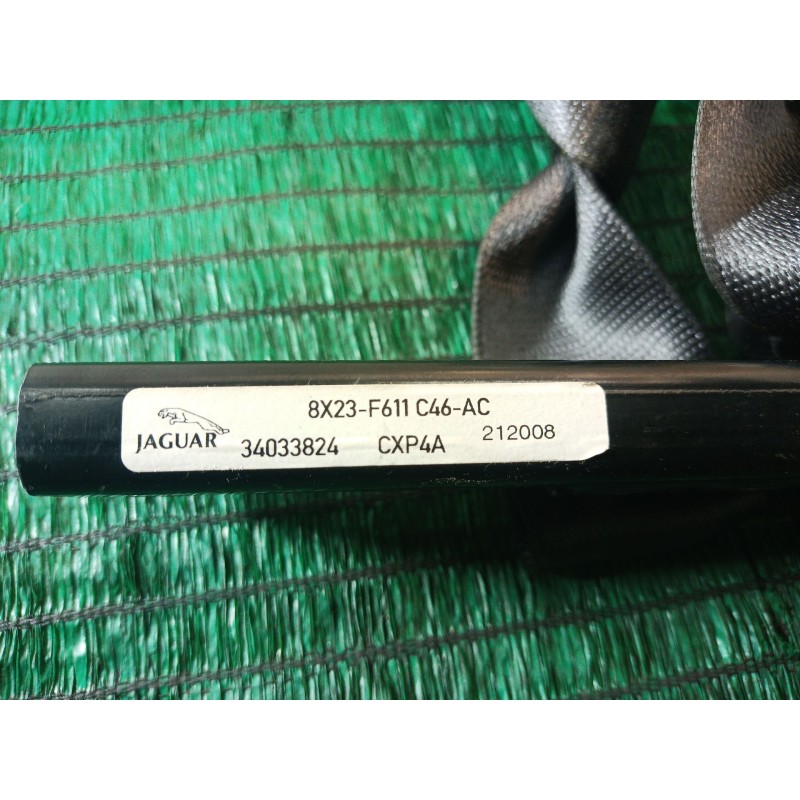 8X23-F611 C46-AC
JAGUAR 34033824 CXP4A 212008